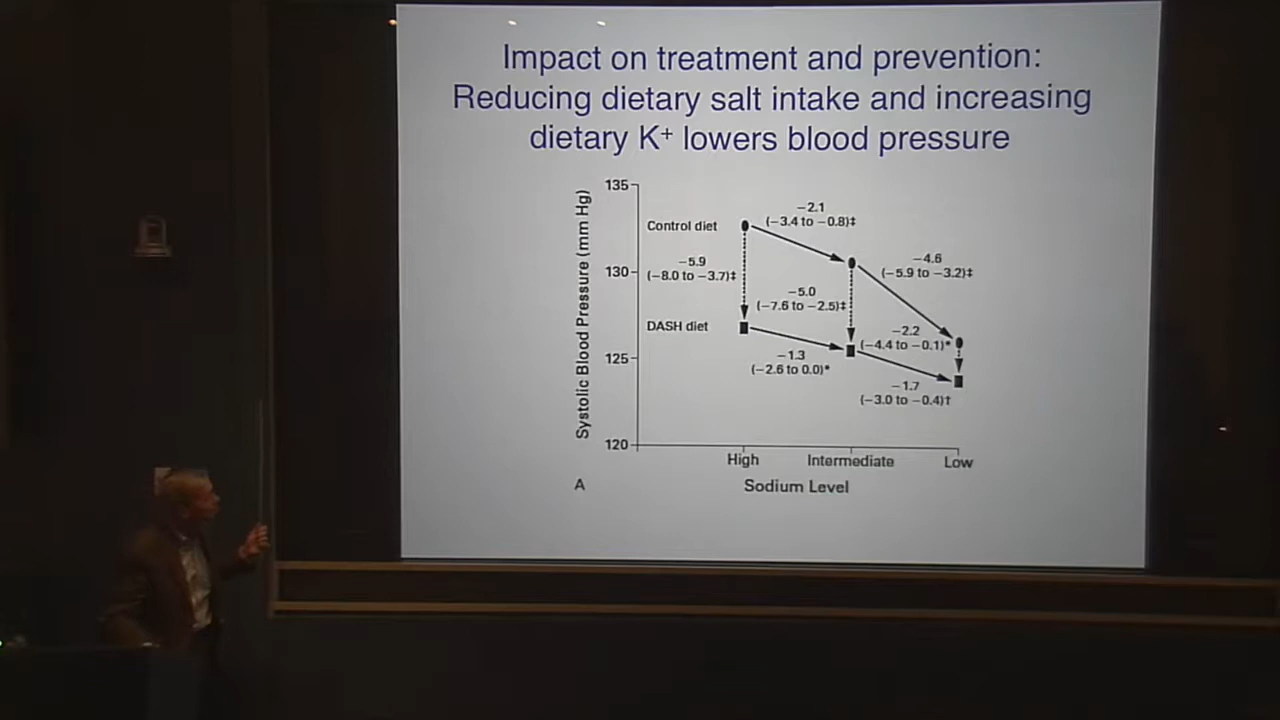 Impact on treatment and prevention:
Reducing dietary salt intake and increasing
dietary K+ lowers blood pressure
Systolic Blood Pressure (mm Hg)
135
130
125
120
Control diet
−2.1
(−3.4 to −0.8)‡
−5.9
(−8.0 to −3.7)‡
−4.6
(−5.9 to −3.2)‡
−5.0
(−7.6 to −2.5)‡
DASH diet
−2.2
(−4.4 to −0.1)*
−1.3
(−2.6 to 0.0)*
−1.7
(−3.0 to −0.4)†
High
Intermediate
Low
A
Sodium Level